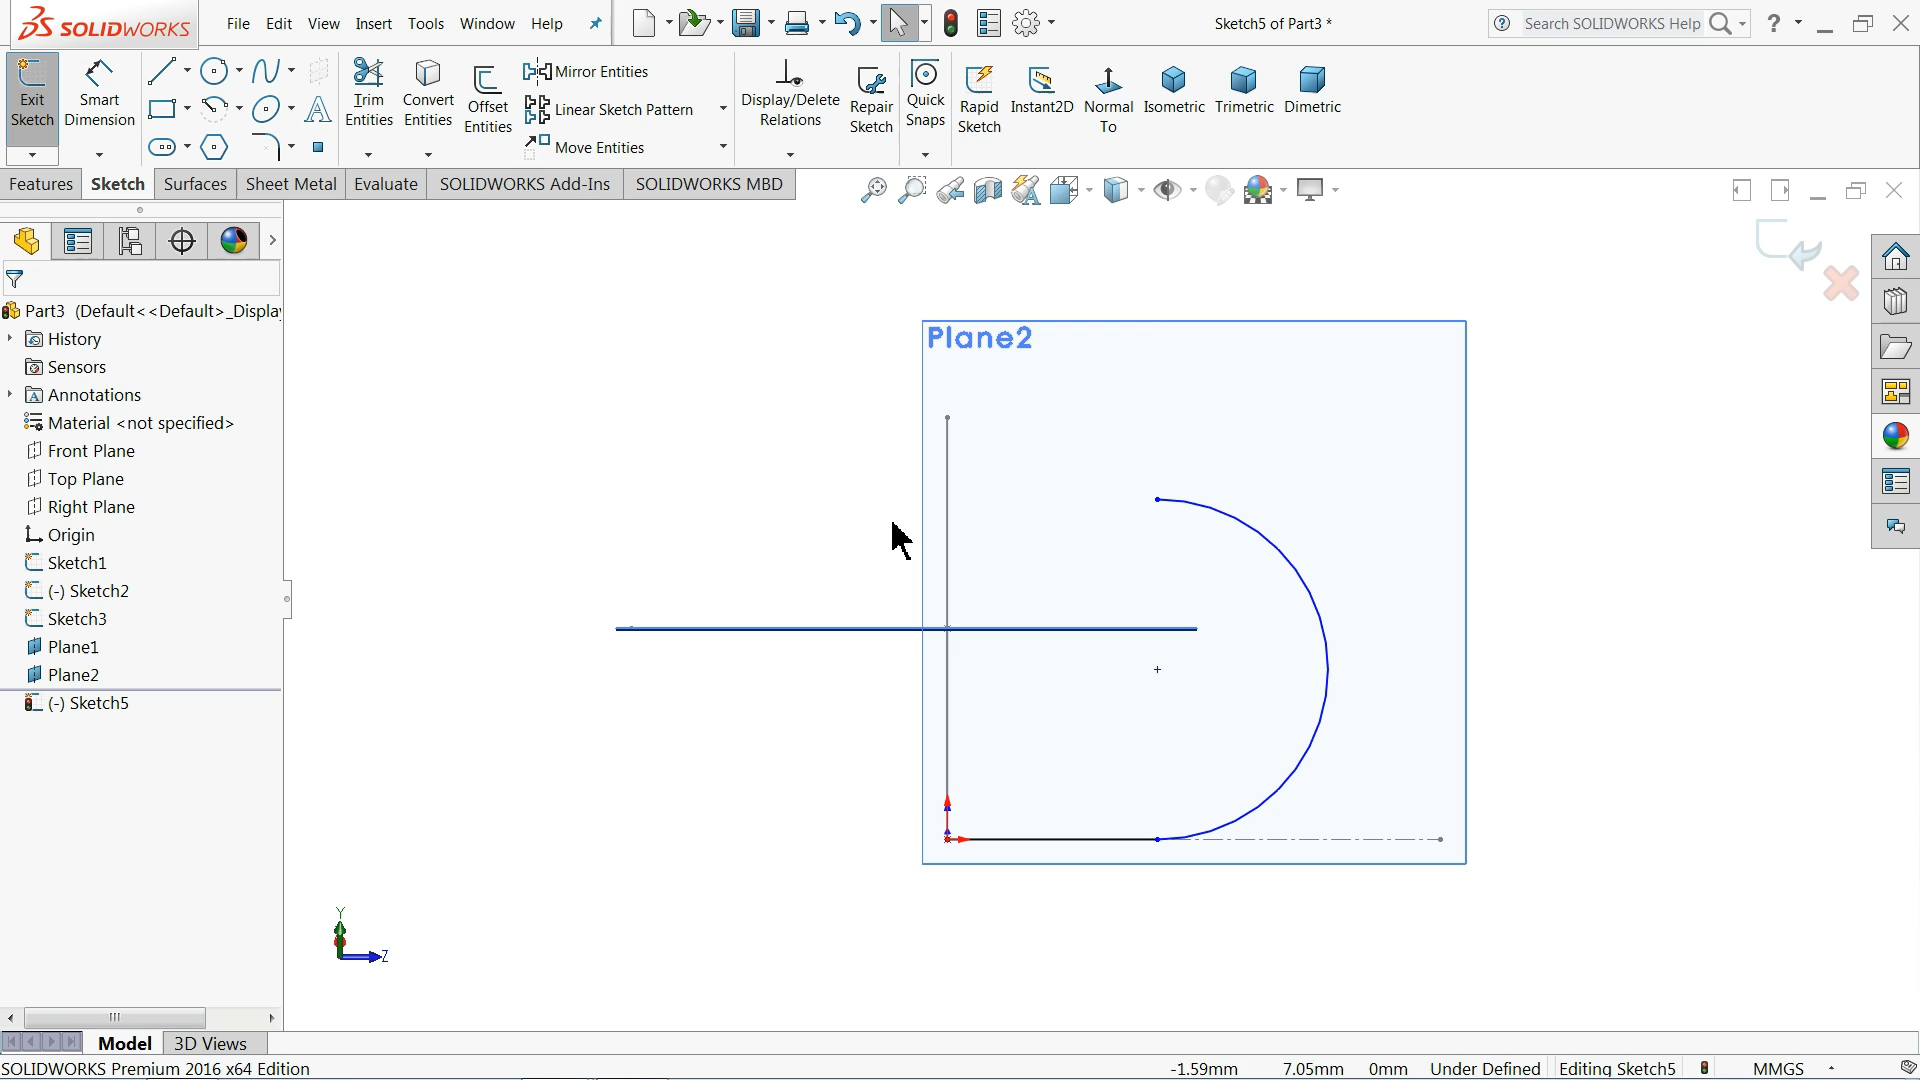 SOLIDWORKS File Edit View Insert Tools Window Help Sketch5 of Part3 * Search SOLIDWORKS Help ?
Exit Sketch
Smart Dimension
Trim Entities
Convert Entities
Offset Entities
Mirror Entities
Linear Sketch Pattern
Move Entities
Display/Delete Relations
Repair Sketch
Quick Snaps
Rapid Sketch
Instant2D
Normal To
Isometric
Trimetric
Dimetric
Features Sketch Surfaces Sheet Metal Evaluate SOLIDWORKS Add-Ins SOLIDWORKS MBD
Part3 (Default<<Default>_Displa
History
Sensors
Annotations
Material <not specified>
Front Plane
Top Plane
Right Plane
Origin
Sketch1
(-) Sketch2
Sketch3
Plane1
Plane2
(-) Sketch5
Plane2
Y
Z
Model 3D Views
SOLIDWORKS Premium 2016 x64 Edition -1.59mm 7.05mm 0mm Under Defined Editing Sketch5 MMGS